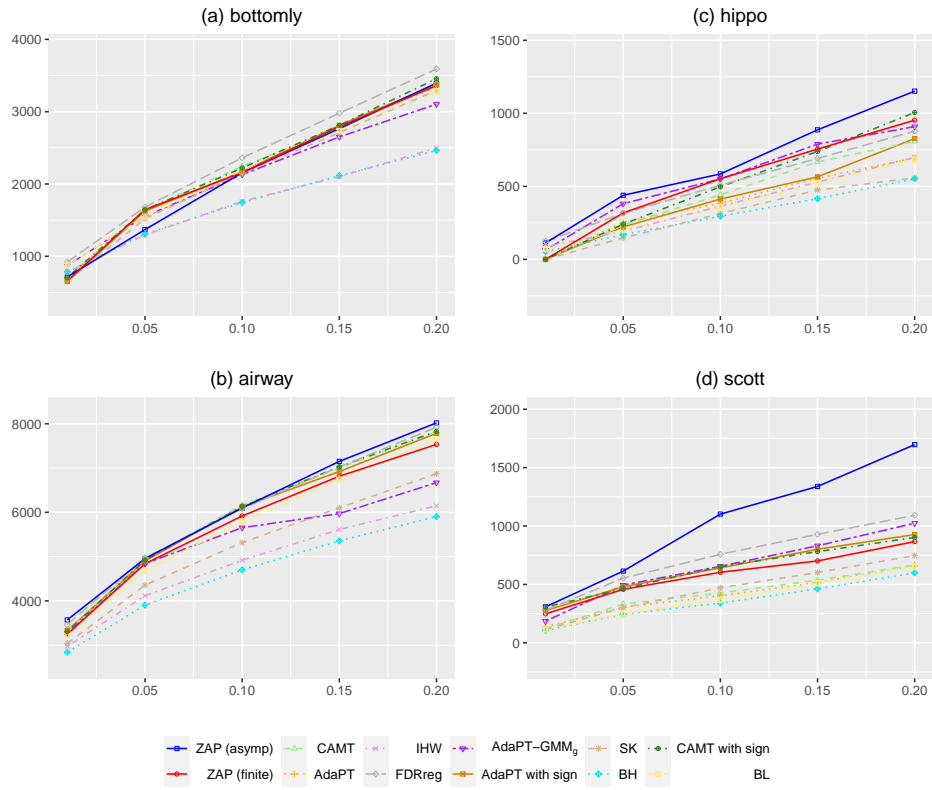 (a) bottomly
4000
3000
2000
1000
0.05 0.10 0.15 0.20
(c) hippo
1500
1000
500
0
0.05 0.10 0.15 0.20
(b) airway
8000
6000
4000
0.05 0.10 0.15 0.20
(d) scott
2000
1500
1000
500
0
0.05 0.10 0.15 0.20
ZAP (asymp) CAMT IHW AdaPT−GMMg SK CAMT with sign
ZAP (finite) AdaPT FDRreg AdaPT with sign BH BL